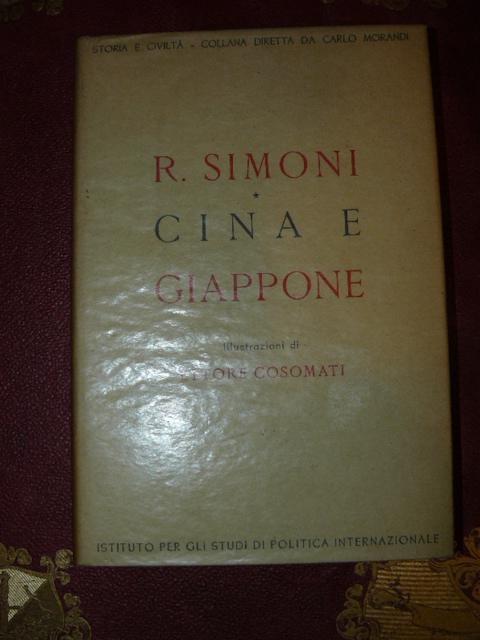 STORIA E CIVILTÀ - COLLANA DIRETTA DA CARLO MORANDI
R. SIMONI
★
CINA E
GIAPPONE
Illustrazioni di
ETTORE COSOMATI
ISTITUTO PER GLI STUDI DI POLITICA INTERNAZIONALE